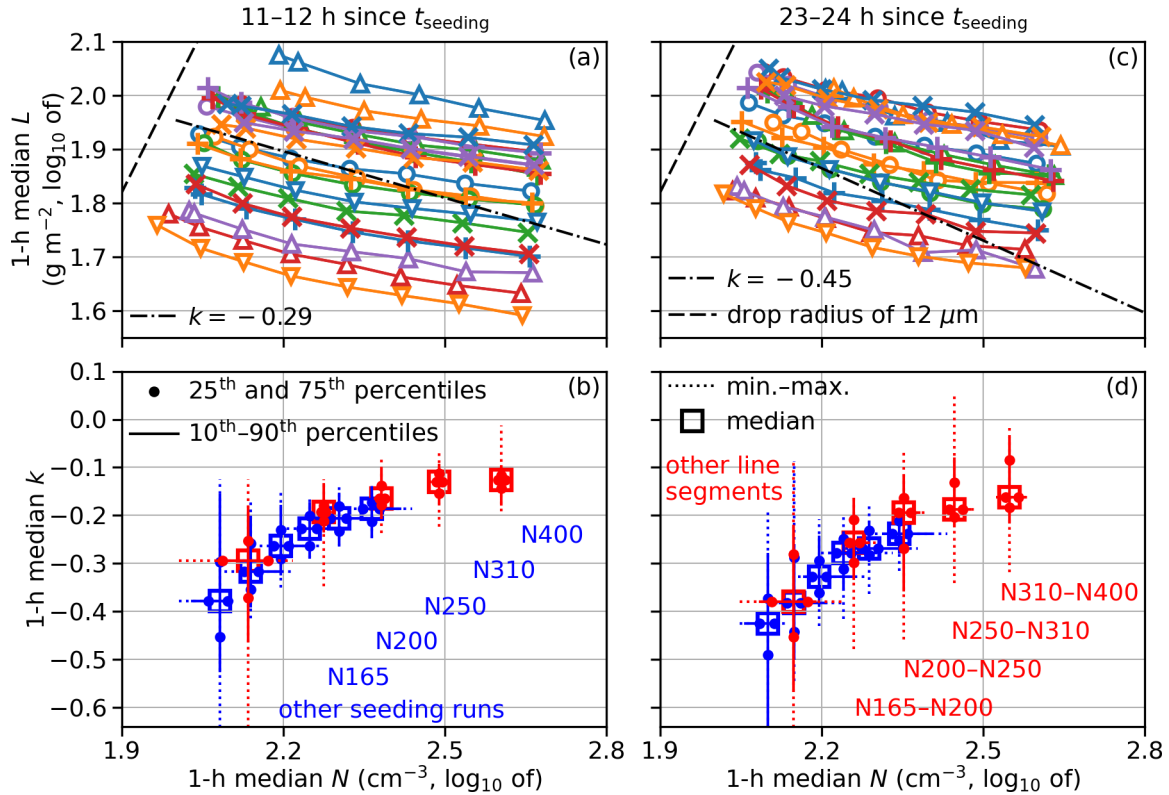 11–12 h since t_seeding
23–24 h since t_seeding
1-h median L
(g m⁻², log₁₀ of)
2.1
2.0
1.9
1.8
1.7
1.6
(a)
k = −0.29
(c)
k = −0.45
drop radius of 12 μm
1-h median k
0.1
0.0
−0.1
−0.2
−0.3
−0.4
−0.5
−0.6
25th and 75th percentiles
10th–90th percentiles
(b)
N400
N310
N250
N200
N165
other seeding runs
min.–max.
median
(d)
other line
segments
N310–N400
N250–N310
N200–N250
N165–N200
1.9
2.2
2.5
2.8
1.9
2.2
2.5
2.8
1-h median N (cm⁻³, log₁₀ of)
1-h median N (cm⁻³, log₁₀ of)